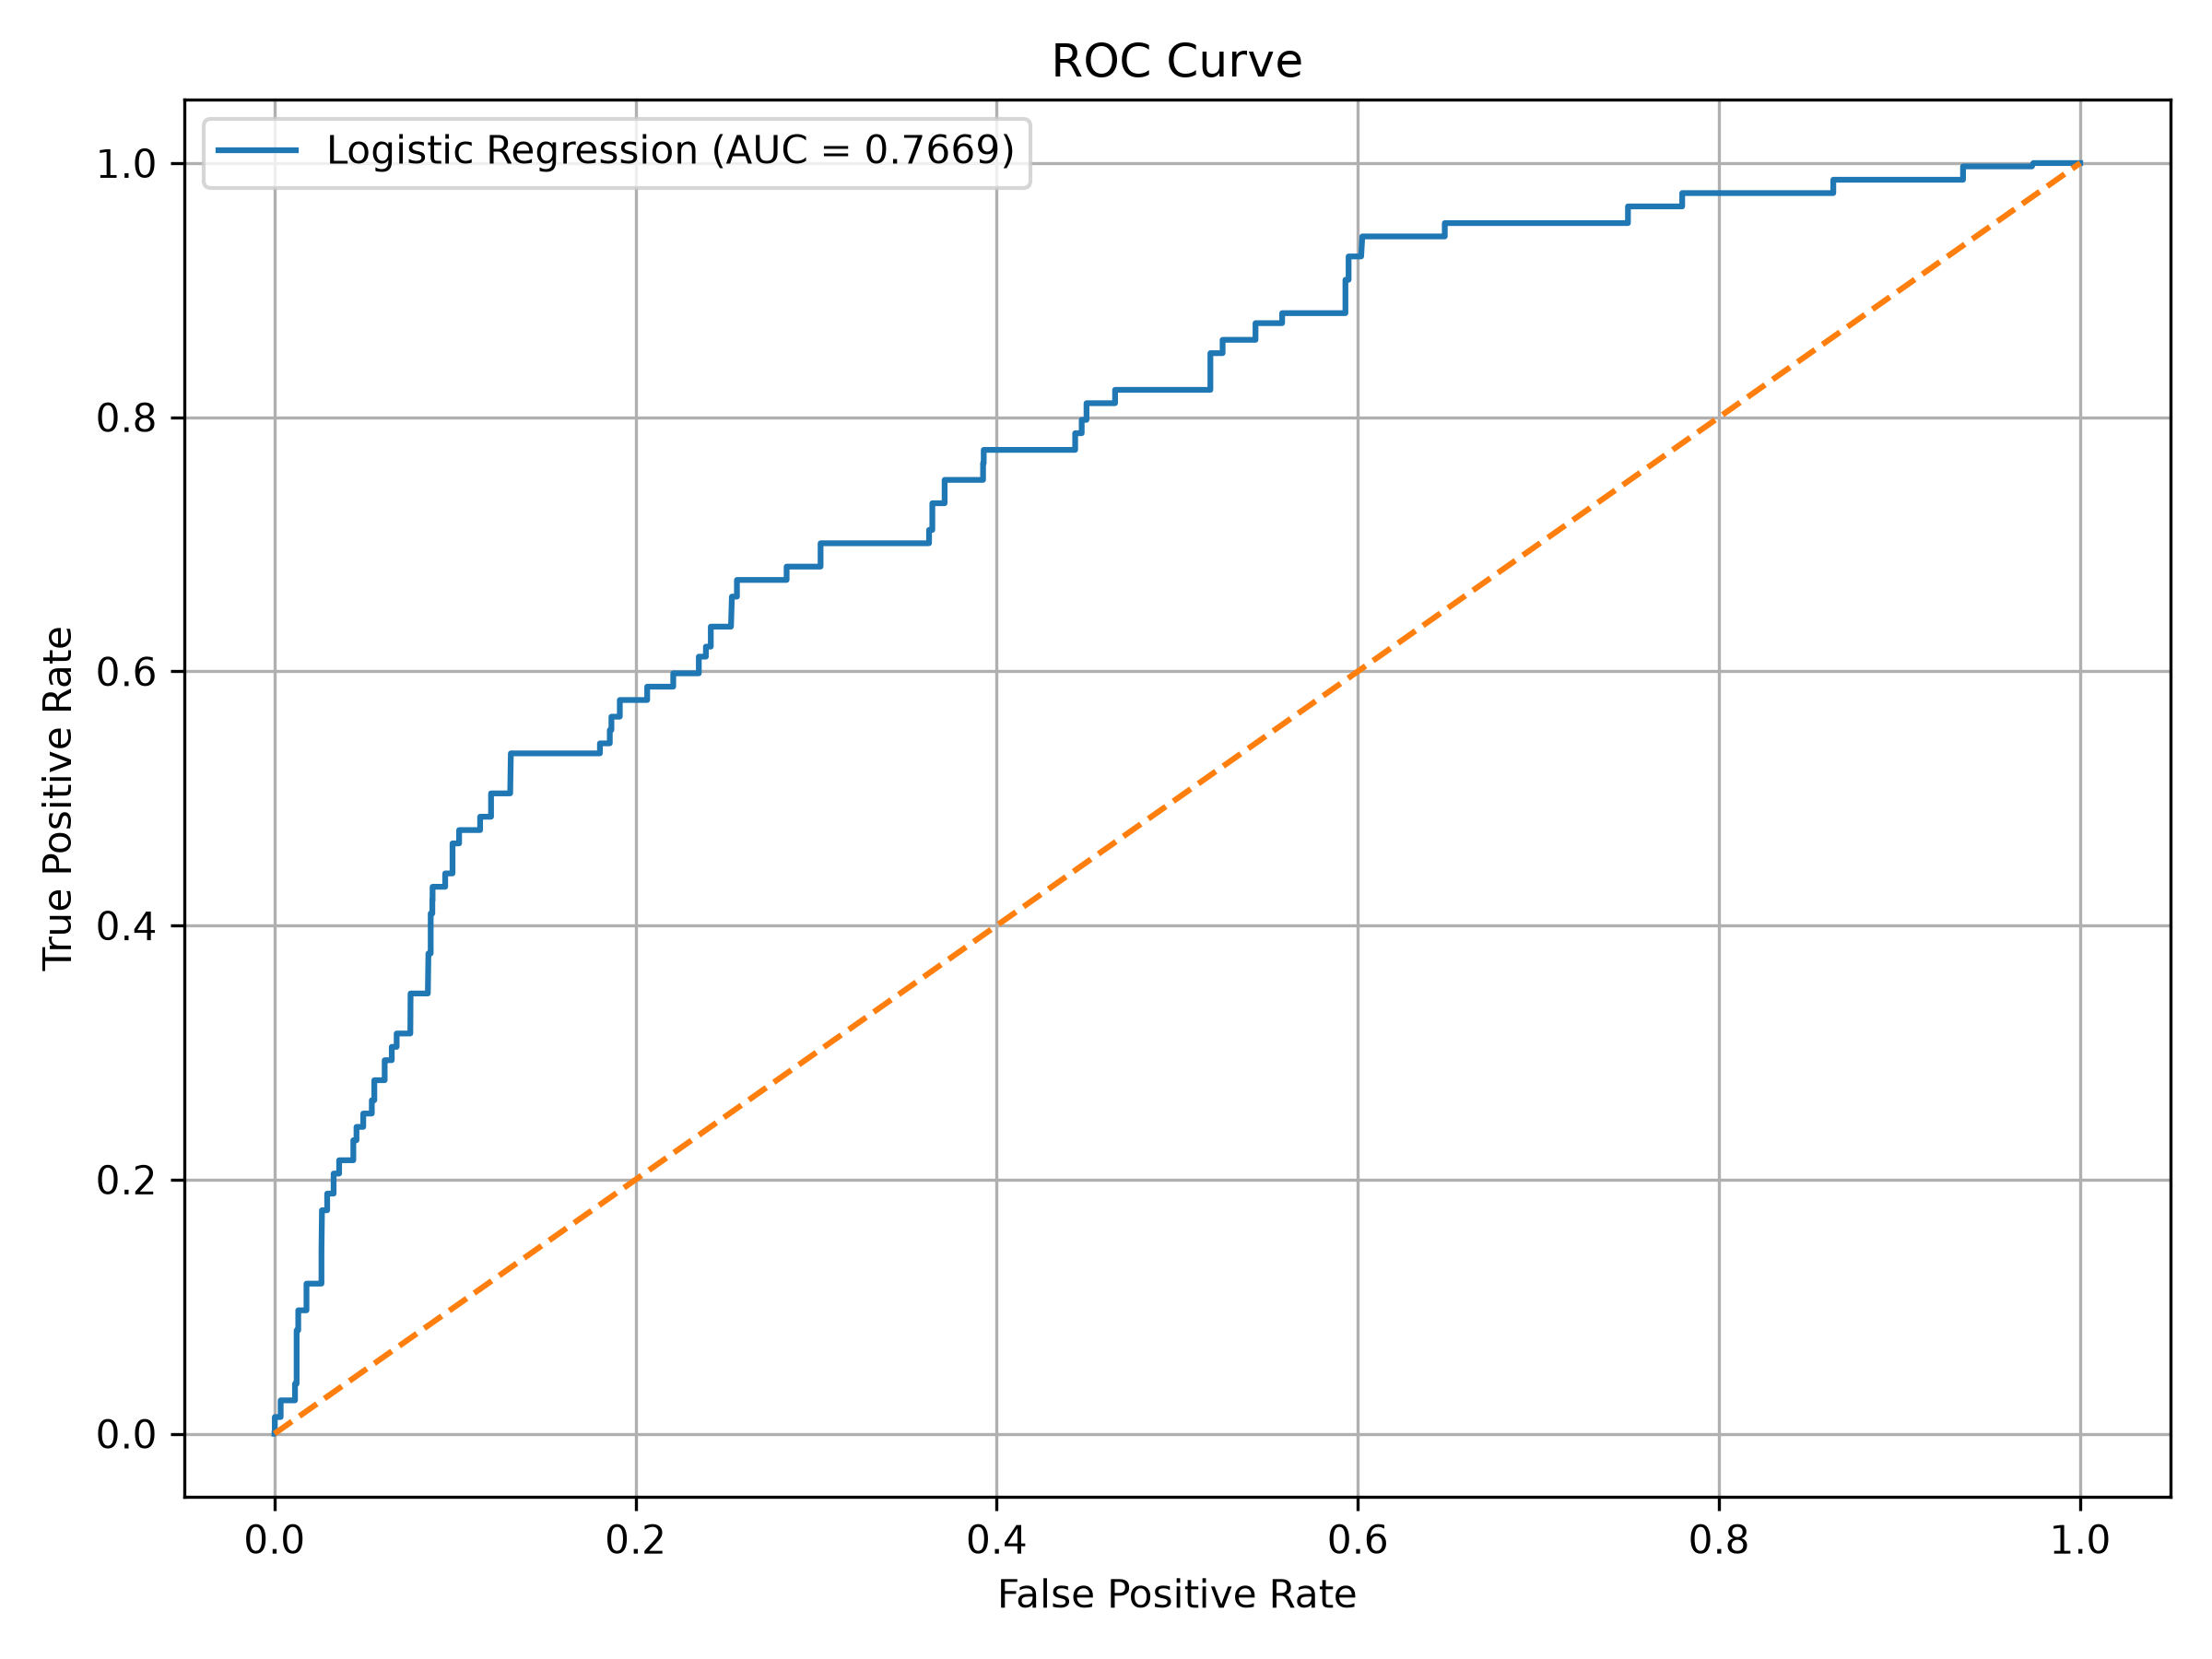 ROC Curve
Logistic Regression (AUC = 0.7669)
1.0
0.8
0.6
0.4
0.2
0.0
True Positive Rate
0.0 0.2 0.4 0.6 0.8 1.0
False Positive Rate